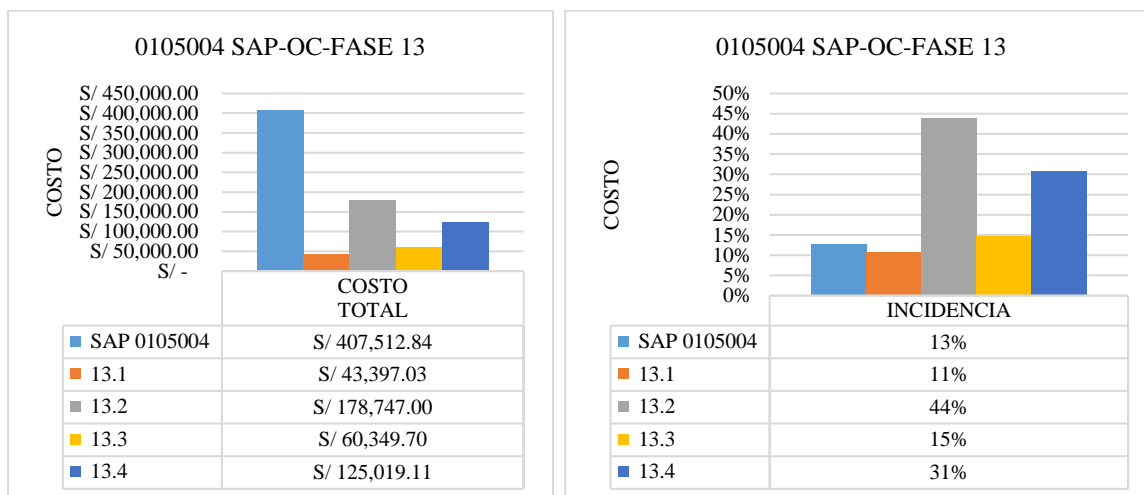 0105004 SAP-OC-FASE 13
COSTO
S/ 450,000.00
S/ 400,000.00
S/ 350,000.00
S/ 300,000.00
S/ 250,000.00
S/ 200,000.00
S/ 150,000.00
S/ 100,000.00
S/ 50,000.00
S/ -
COSTO
TOTAL
SAP 0105004 S/ 407,512.84
13.1 S/ 43,397.03
13.2 S/ 178,747.00
13.3 S/ 60,349.70
13.4 S/ 125,019.11
0105004 SAP-OC-FASE 13
COSTO
50%
45%
40%
35%
30%
25%
20%
15%
10%
5%
0%
INCIDENCIA
SAP 0105004 13%
13.1 11%
13.2 44%
13.3 15%
13.4 31%